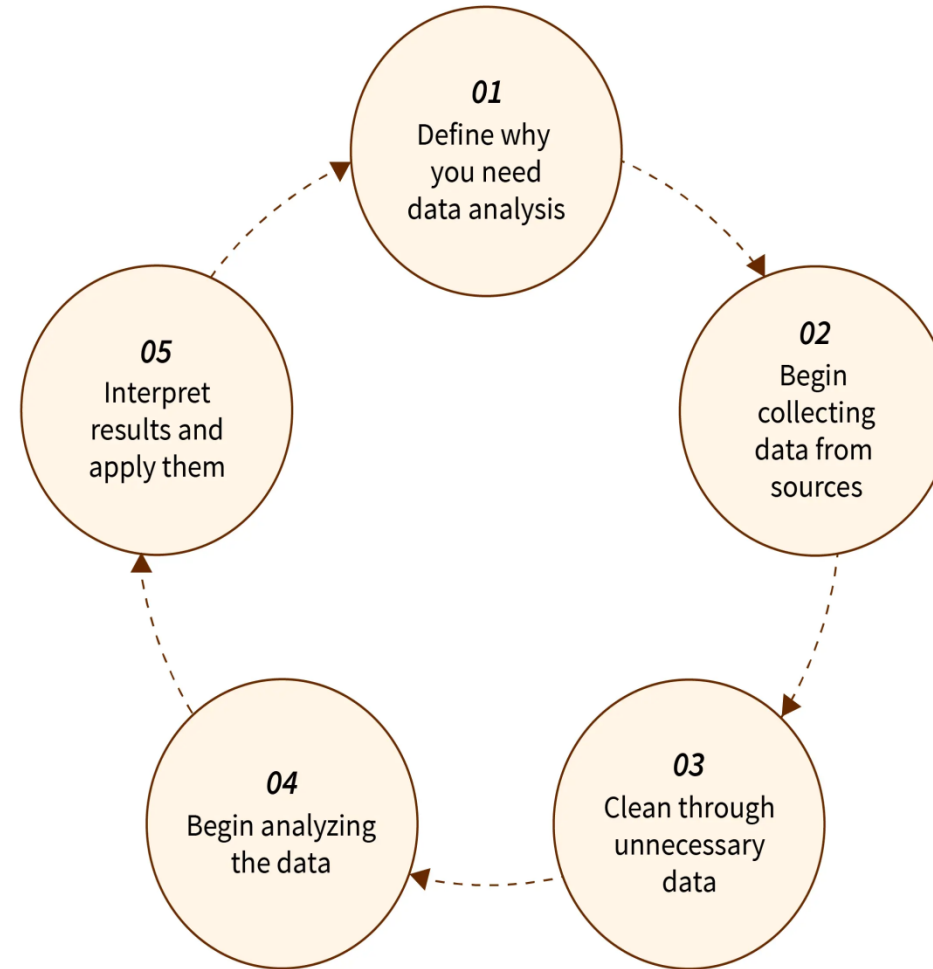 01
Define why
you need
data analysis
02
Begin
collecting
data from
sources
03
Clean through
unnecessary
data
04
Begin analyzing
the data
05
Interpret
results and
apply them